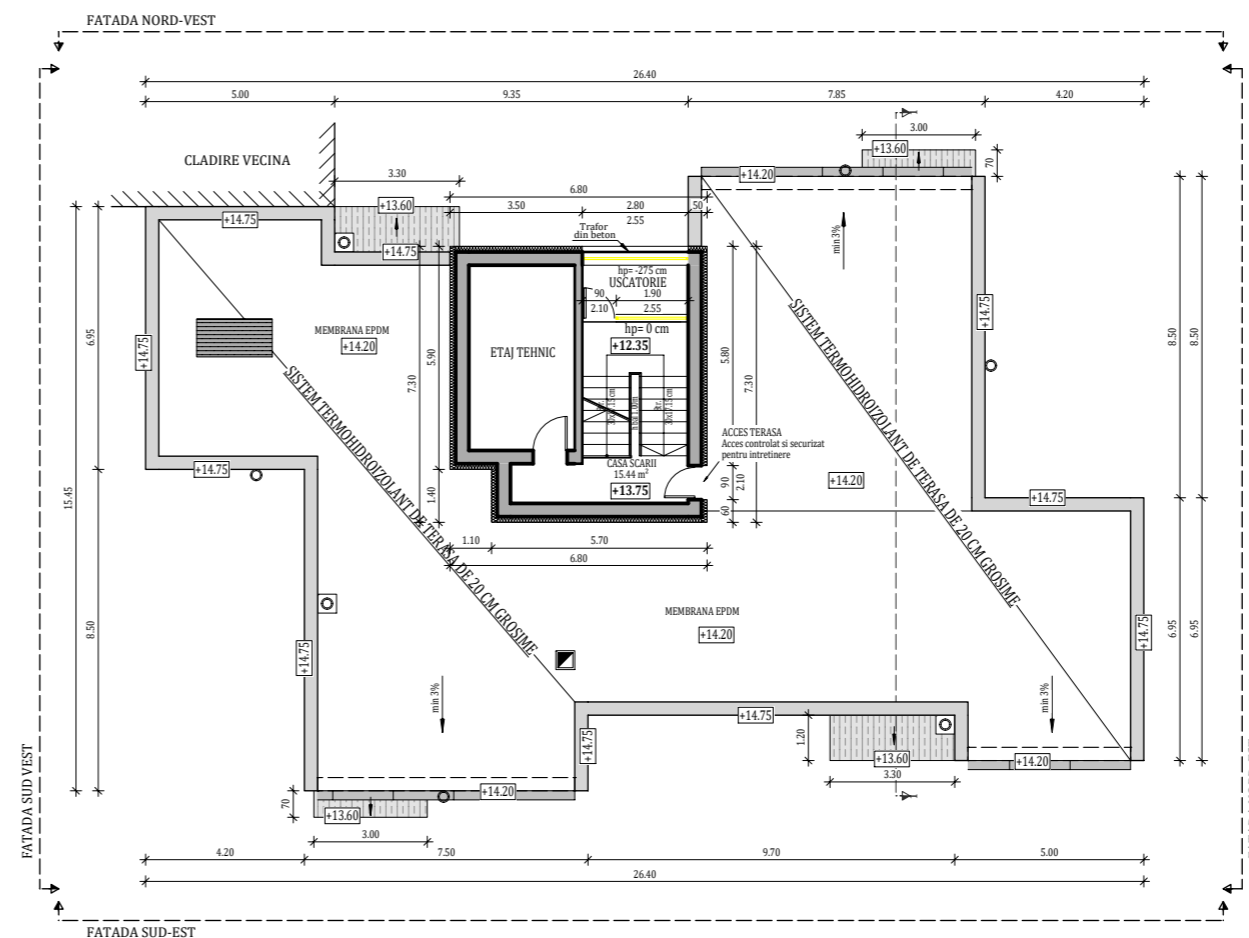 FATADA NORD-VEST
26.40
5.00
9.35
7.85
4.20
3.00
+13.60
70
CLADIRE VECINA
3.30
6.80
+14.20
+13.60
3.50
2.80
.50
2.55
+14.75
Trafor
din beton
+14.75
min 3%
hp= -275 cm
USCATORIE
90
1.90
2.10
2.55
hp= 0 cm
+12.35
MEMBRANA EPDM
+14.20
ETAJ TEHNIC
+14.75
+14.75
6.95
5.90
7.30
5.80
7.30
8.50
8.50
SISTEM TERMOHIDROIZOLANT DE TERASA DE 20 CM GROSIME
SISTEM TERMOHIDROIZOLANT DE TERASA DE 20 CM GROSIME
h bal 1.00m
ACCES TERASA
Acces controlat si securizat
pentru intretinere
CASA SCARII
15.44 m²
+13.75
+14.75
+14.20
+14.75
15.45
1.40
90
2.10
60
1.10
5.70
6.80
MEMBRANA EPDM
+14.20
8.50
+14.75
+14.75
6.95
6.95
min 3%
min 3%
+14.75
+14.75
1.20
+13.60
+14.20
3.30
+14.20
70
+13.60
3.00
4.20
7.50
9.70
5.00
26.40
FATADA SUD VEST
FATADA SUD-EST